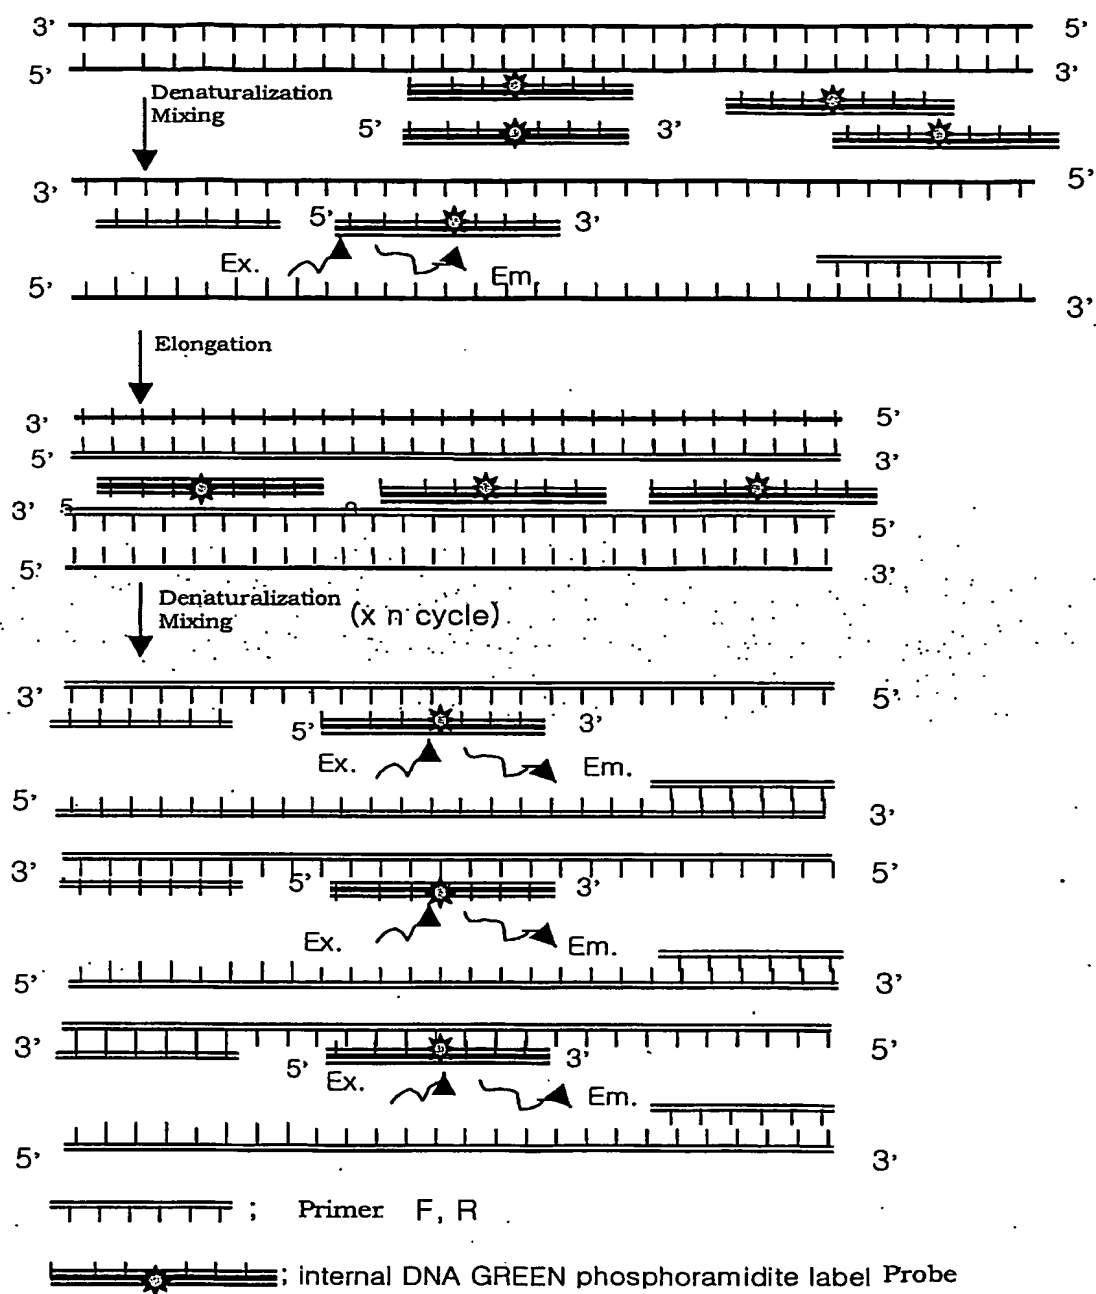 3' 5'
5' 3'
Denaturalization
Mixing
5' 3'
3' 5'
5' 3'
Ex. Em.
5' 3'
Elongation
3' 5'
5' 3'
3' 5 5'
5' 3'
Denaturalization
Mixing (x n cycle)
3' 5'
5' 3'
Ex. Em.
5' 3'
3' 5'
5' 3'
Ex. Em.
5' 3'
3' 5'
5' 3'
Ex. Em.
5' 3'
; Primer F, R
; internal DNA GREEN phosphoramidite label Probe